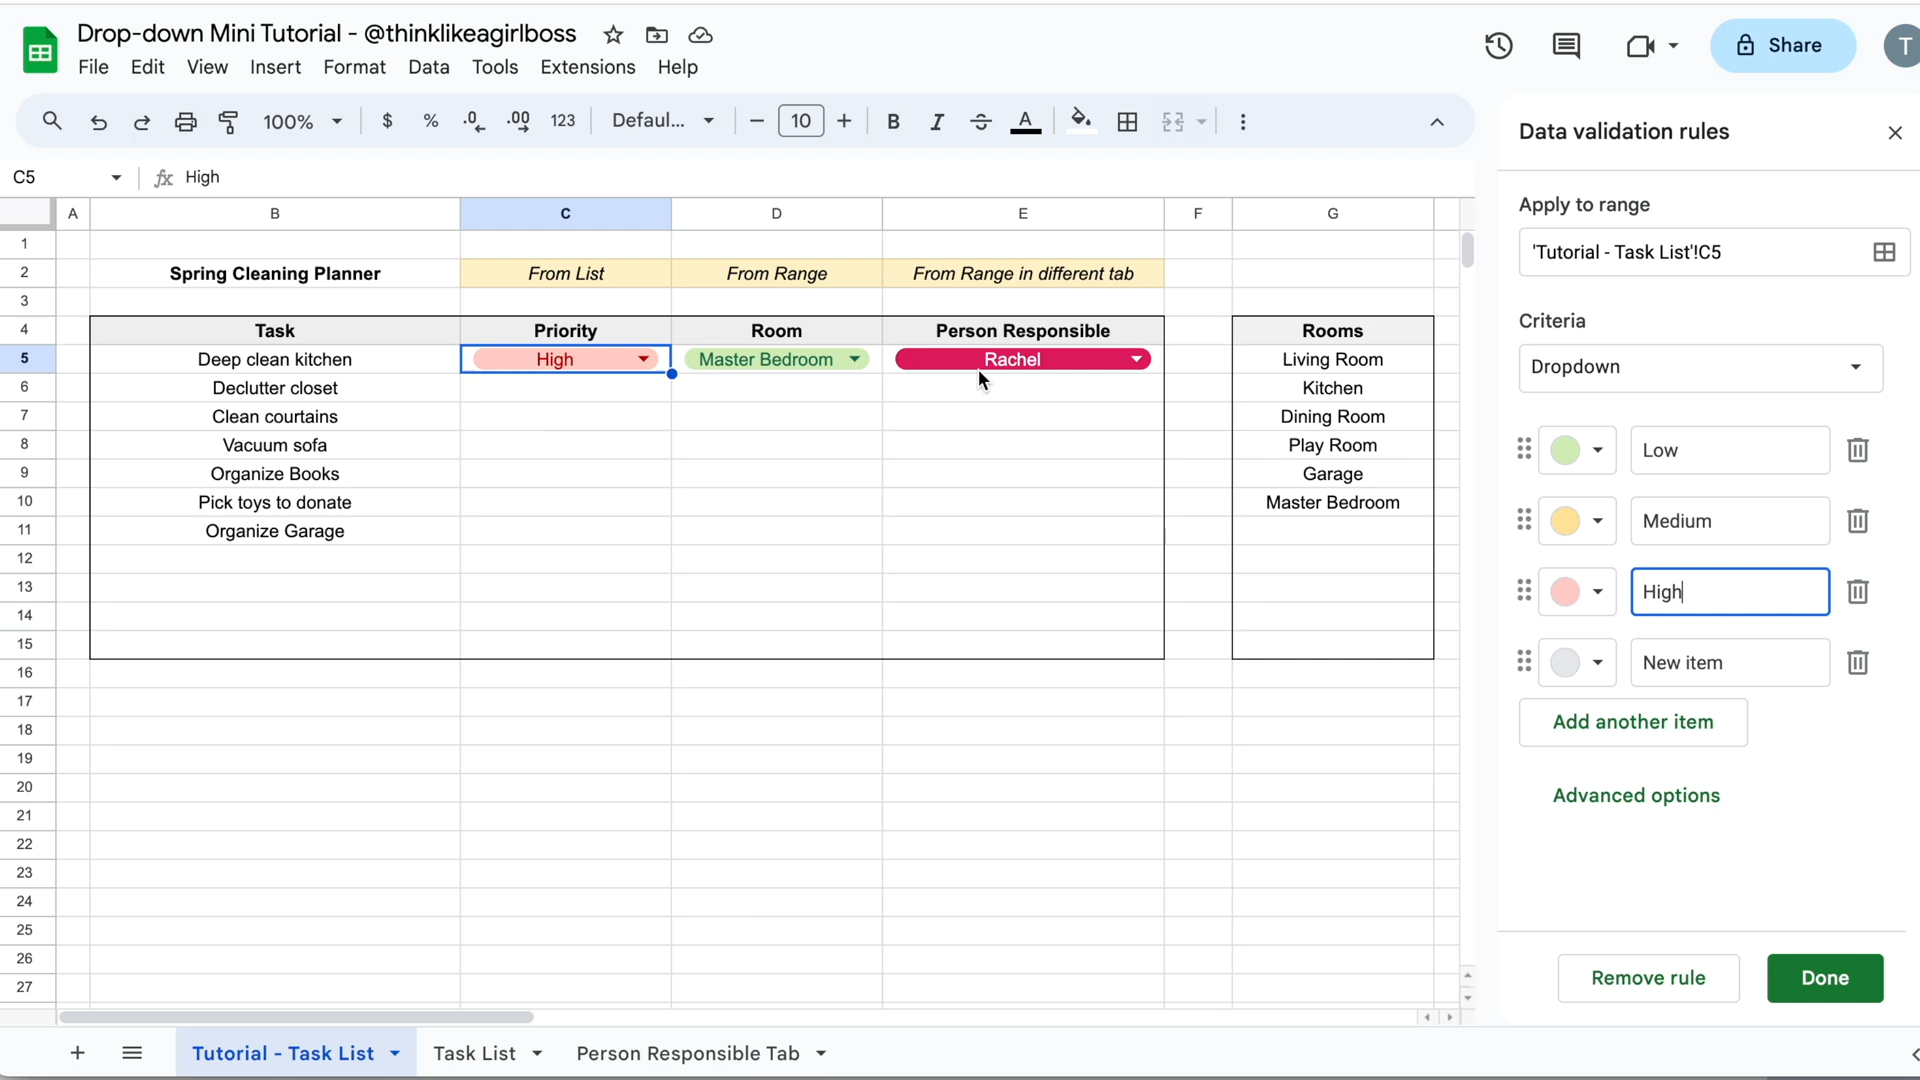 Drop-down Mini Tutorial - @thinklikeagirlboss
File Edit View Insert Format Data Tools Extensions Help
Share
T
100% $ % .0 .00 123 Defaul... 10 B I S A
C5 fx High
A B C D E F G
1
2 Spring Cleaning Planner From List From Range From Range in different tab
3
4 Task Priority Room Person Responsible Rooms
5 Deep clean kitchen High Master Bedroom Rachel Living Room
6 Declutter closet Kitchen
7 Clean courtains Dining Room
8 Vacuum sofa Play Room
9 Organize Books Garage
10 Pick toys to donate Master Bedroom
11 Organize Garage
12
13
14
15
16
17
18
19
20
21
22
23
24
25
26
27
Tutorial - Task List Task List Person Responsible Tab
Data validation rules
Apply to range
'Tutorial - Task List'!C5
Criteria
Dropdown
Low
Medium
High
New item
Add another item
Advanced options
Remove rule Done